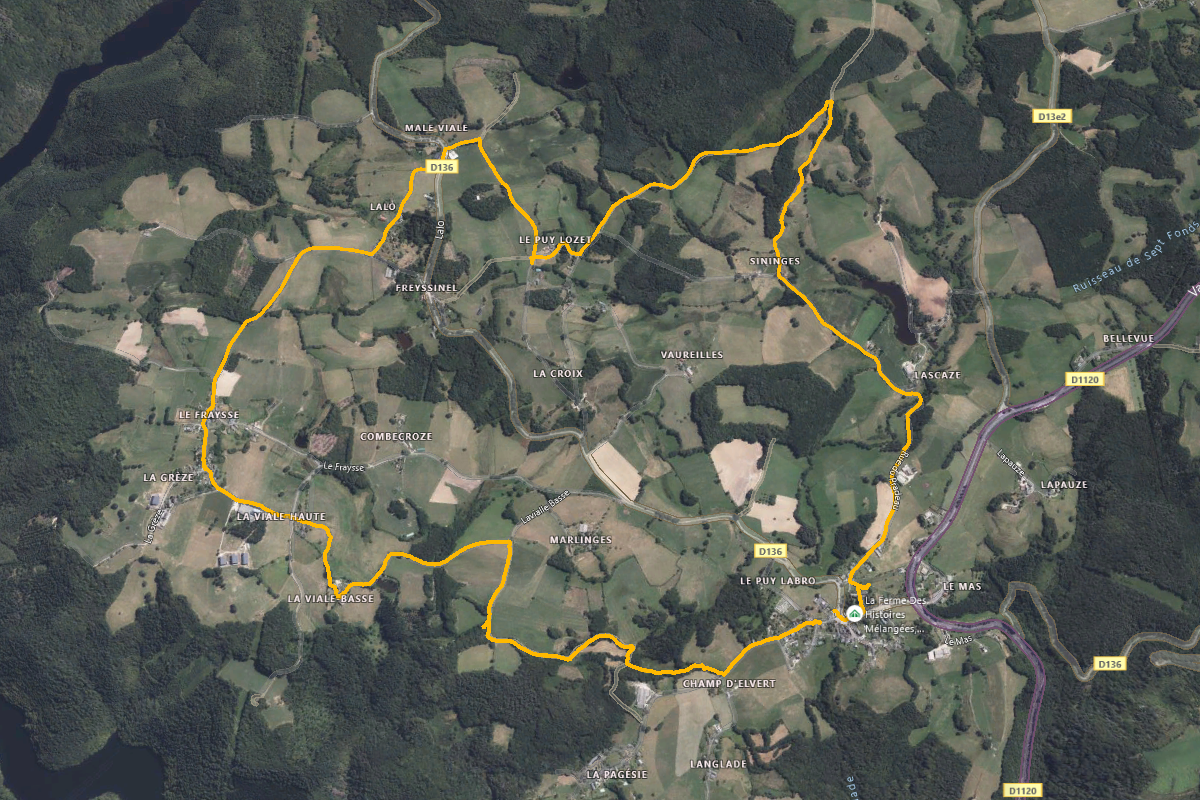 D13e2
MALE VIALE
D136
LALO
Lalo
LE PUY LOZET
SININGES
Ruisseau de Sept Fonds
FREYSSINEL
BELLEVUE
VAUREILLES
LA CROIX
LASCAZE
D1120
LE FRAYSSE
COMBECROZE
Le Fraysse
LA GRÈZE
Lapauze
LAPAUZE
LA VIALE HAUTE
La Grèze
Lavialle Basse
MARLINGES
D136
LE PUY LABRO
LE MAS
LA VIALE BASSE
La Ferme Des
Histoires
Mélangées,...
Le Mas
D136
CHAMP D'ELVERT
LANGLADE
LA PAGÉSIE
D1120